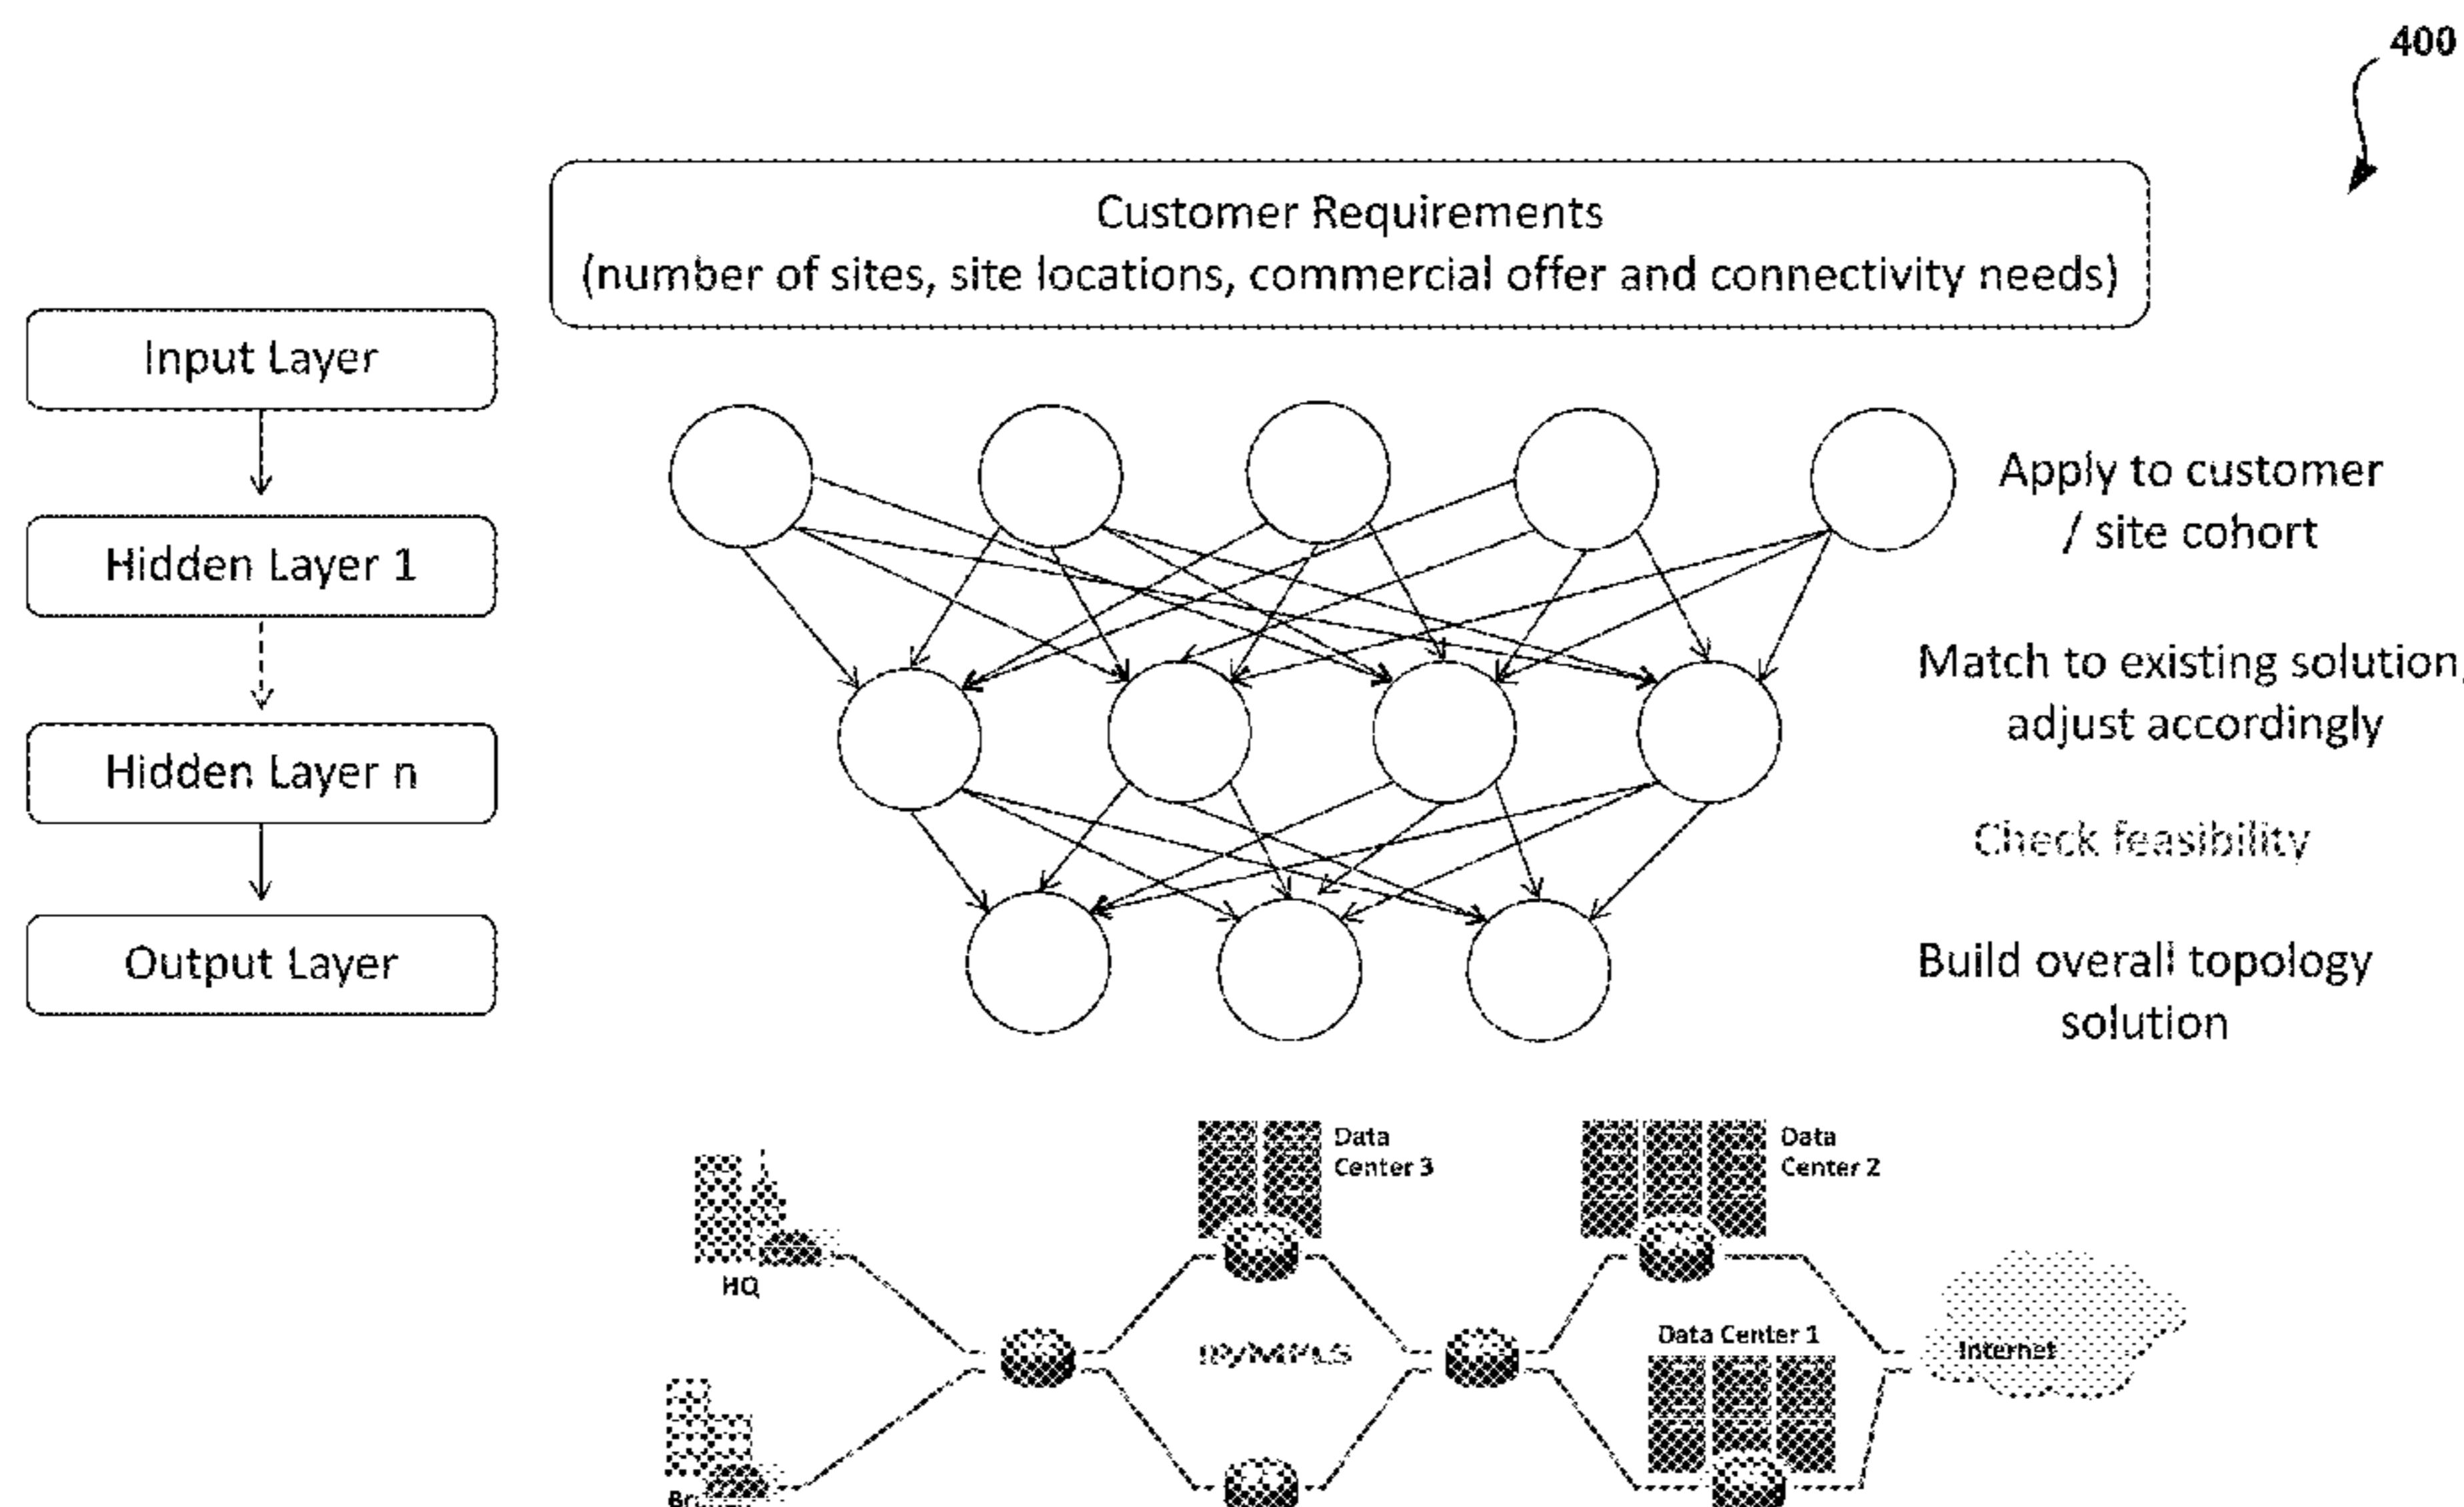 400
Customer Requirements
(number of sites, site locations, commercial offer and connectivity needs)
Input Layer
Hidden Layer 1
Hidden Layer n
Output Layer
Apply to customer
/ site cohort
Match to existing solution,
adjust accordingly
Check feasibility
Build overall topology
solution
Data
Center 3
Data
Center 2
HQ
IP/MPLS
Data Center 1
Internet